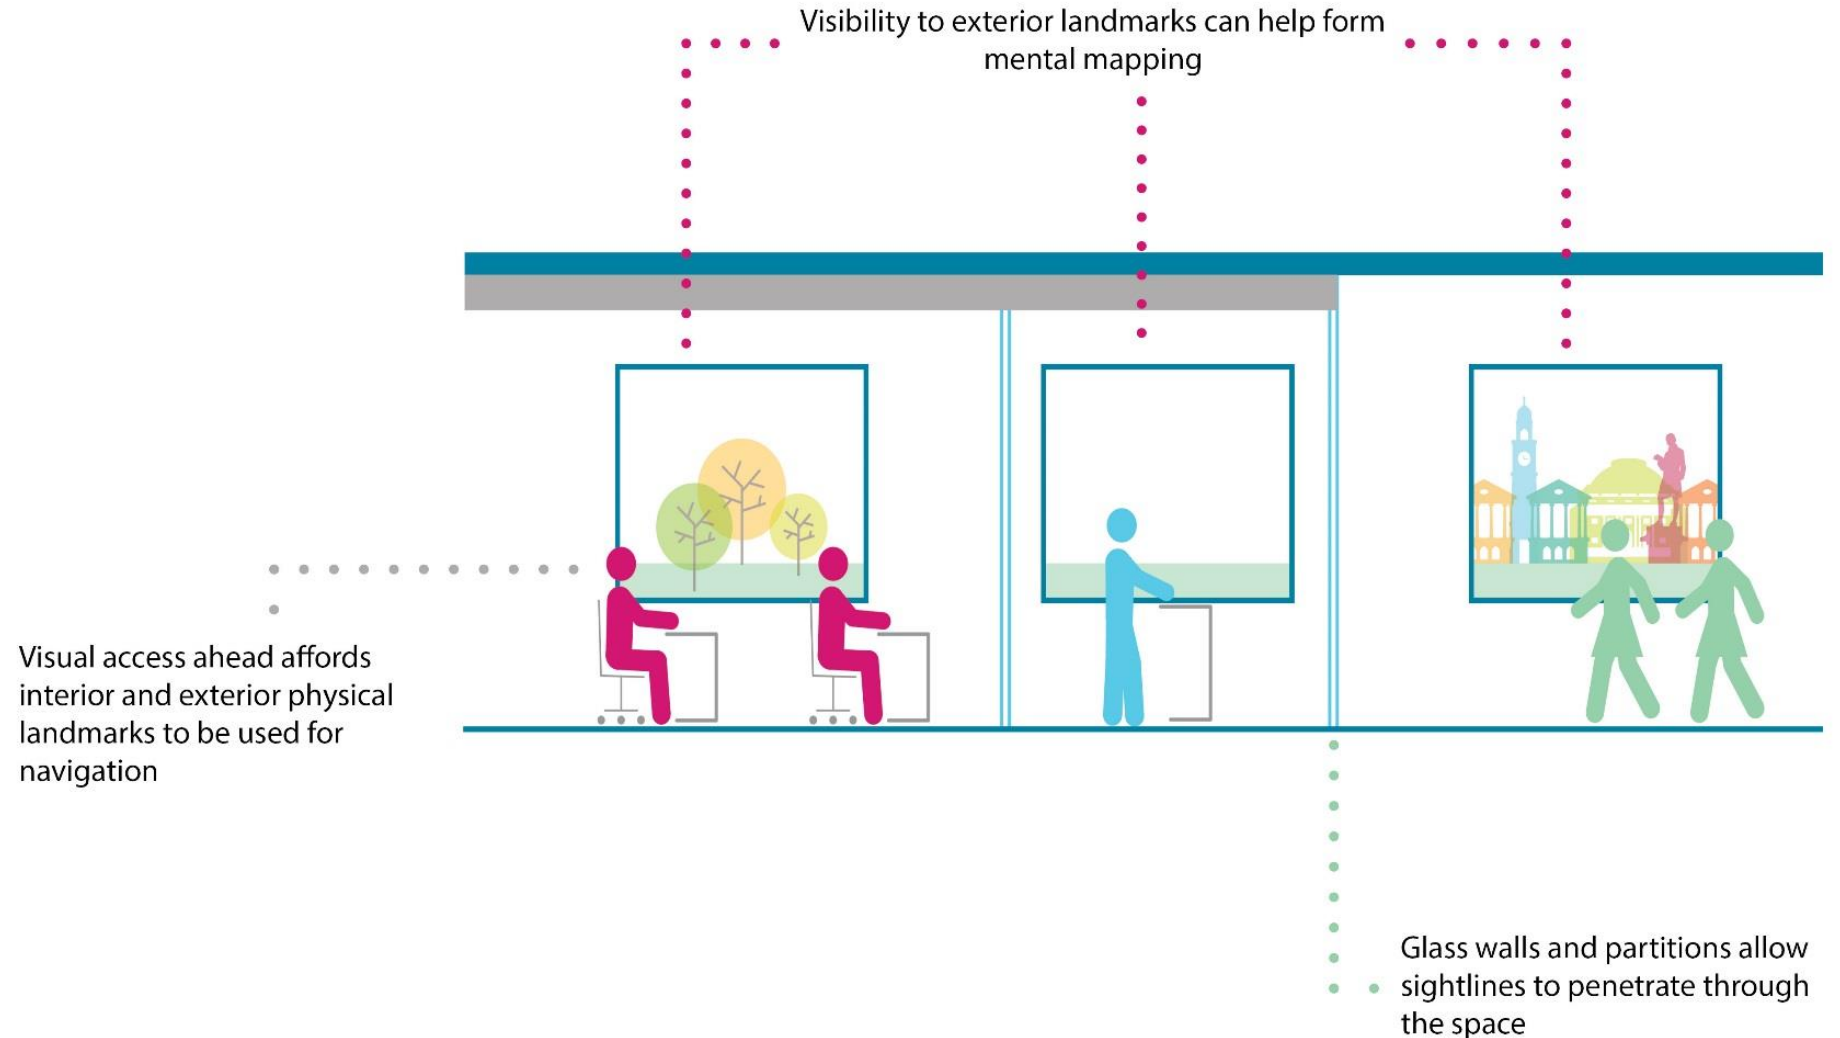 Visibility to exterior landmarks can help form
mental mapping
Visual access ahead affords
interior and exterior physical
landmarks to be used for
navigation
Glass walls and partitions allow
sightlines to penetrate through
the space